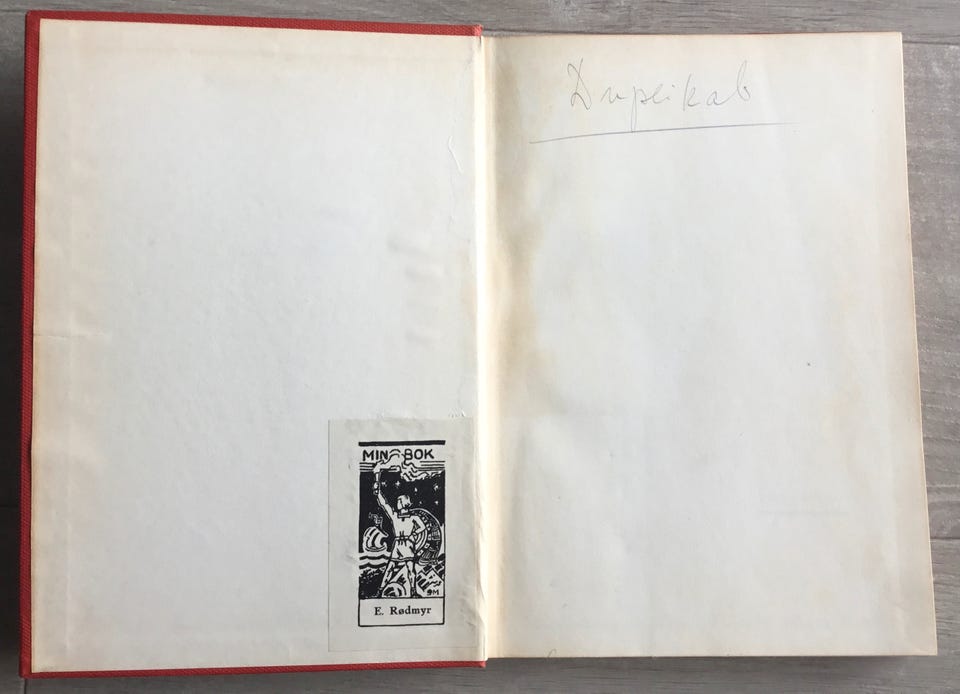 Duplikat
MIN BOK
E. Rødmyr